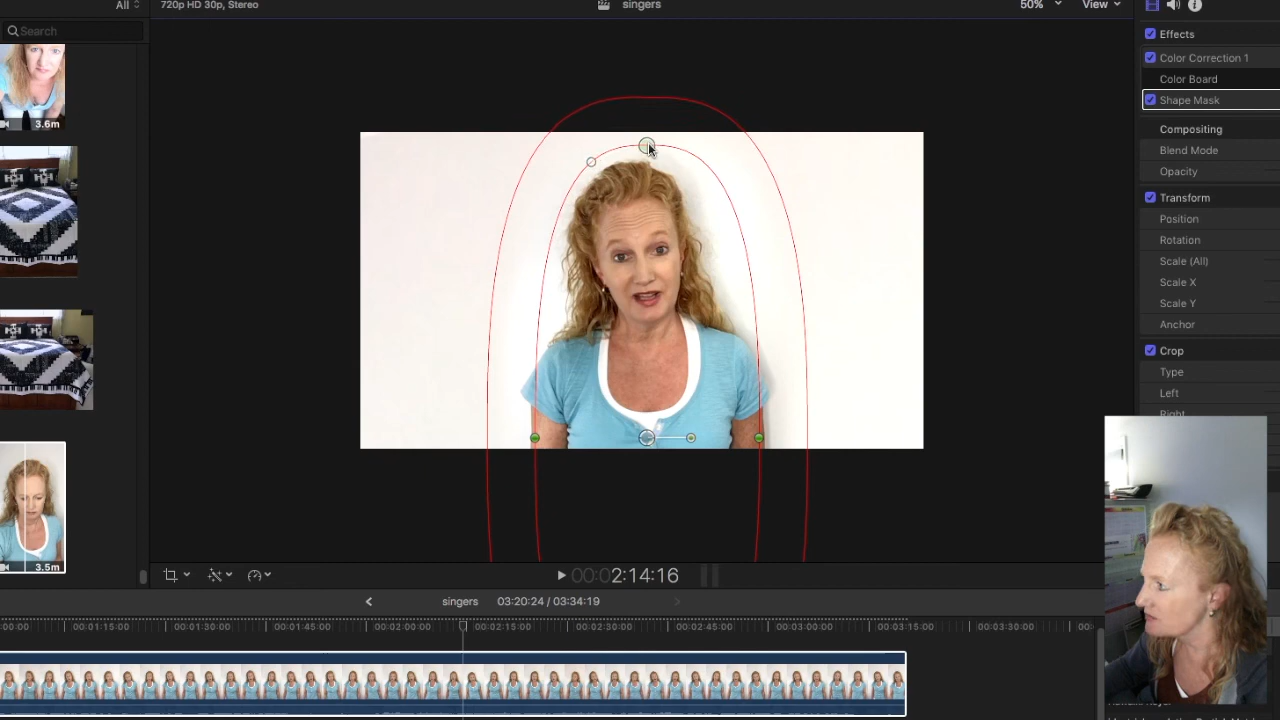 All
720p HD 30p, Stereo
singers
50%
View
Search
3.6m
3.5m
Effects
Color Correction 1
Color Board
Shape Mask
Compositing
Blend Mode
Opacity
Transform
Position
Rotation
Scale (All)
Scale X
Scale Y
Anchor
Crop
Type
Left
Right
00:02:14:16
singers
03:20:24 / 03:34:19
:00:00
00:01:15:00
00:01:30:00
00:01:45:00
00:02:00:00
00:02:15:00
00:02:30:00
00:02:45:00
00:03:00:00
00:03:15:00
00:03:30:00
00: